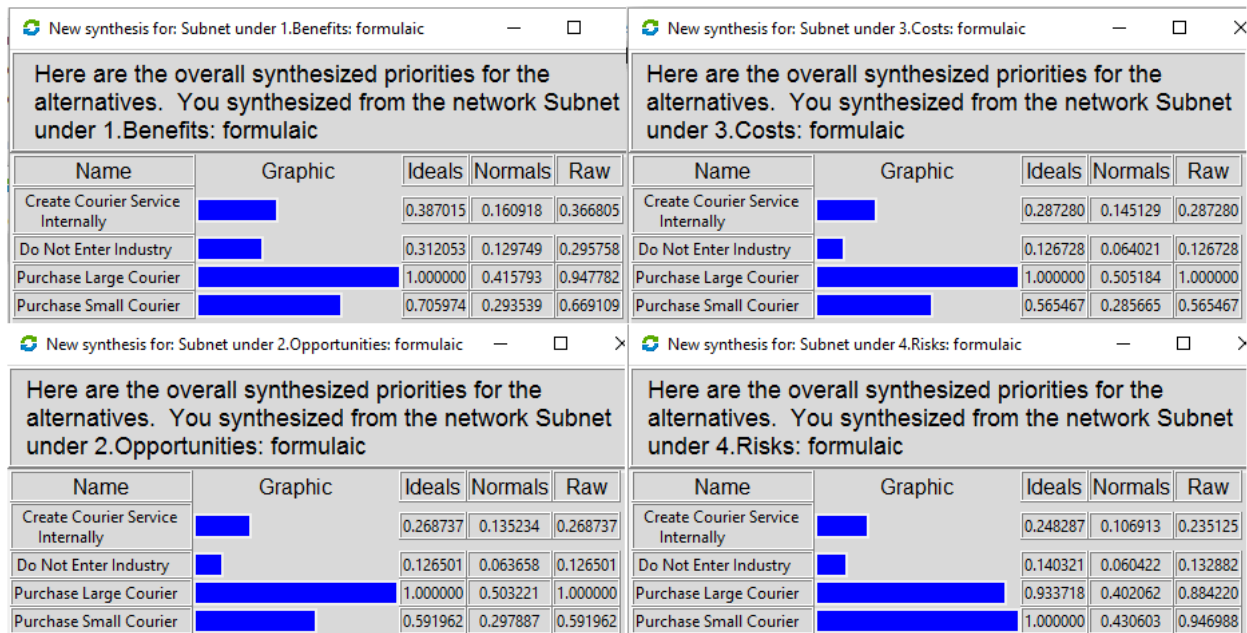 New synthesis for: Subnet under 1.Benefits: formulaic
Here are the overall synthesized priorities for the
alternatives. You synthesized from the network Subnet
under 1.Benefits: formulaic
Name Graphic Ideals Normals Raw
Create Courier Service
Internally
0.387015 0.160918 0.366805
Do Not Enter Industry 0.312053 0.129749 0.295758
Purchase Large Courier 1.000000 0.415793 0.947782
Purchase Small Courier 0.705974 0.293539 0.669109
New synthesis for: Subnet under 3.Costs: formulaic
Here are the overall synthesized priorities for the
alternatives. You synthesized from the network Subnet
under 3.Costs: formulaic
Name Graphic Ideals Normals Raw
Create Courier Service
Internally
0.287280 0.145129 0.287280
Do Not Enter Industry 0.126728 0.064021 0.126728
Purchase Large Courier 1.000000 0.505184 1.000000
Purchase Small Courier 0.565467 0.285665 0.565467
New synthesis for: Subnet under 2.Opportunities: formulaic
Here are the overall synthesized priorities for the
alternatives. You synthesized from the network Subnet
under 2.Opportunities: formulaic
Name Graphic Ideals Normals Raw
Create Courier Service
Internally
0.268737 0.135234 0.268737
Do Not Enter Industry 0.126501 0.063658 0.126501
Purchase Large Courier 1.000000 0.503221 1.000000
Purchase Small Courier 0.591962 0.297887 0.591962
New synthesis for: Subnet under 4.Risks: formulaic
Here are the overall synthesized priorities for the
alternatives. You synthesized from the network Subnet
under 4.Risks: formulaic
Name Graphic Ideals Normals Raw
Create Courier Service
Internally
0.248287 0.106913 0.235125
Do Not Enter Industry 0.140321 0.060422 0.132882
Purchase Large Courier 0.933718 0.402062 0.884220
Purchase Small Courier 1.000000 0.430603 0.946988